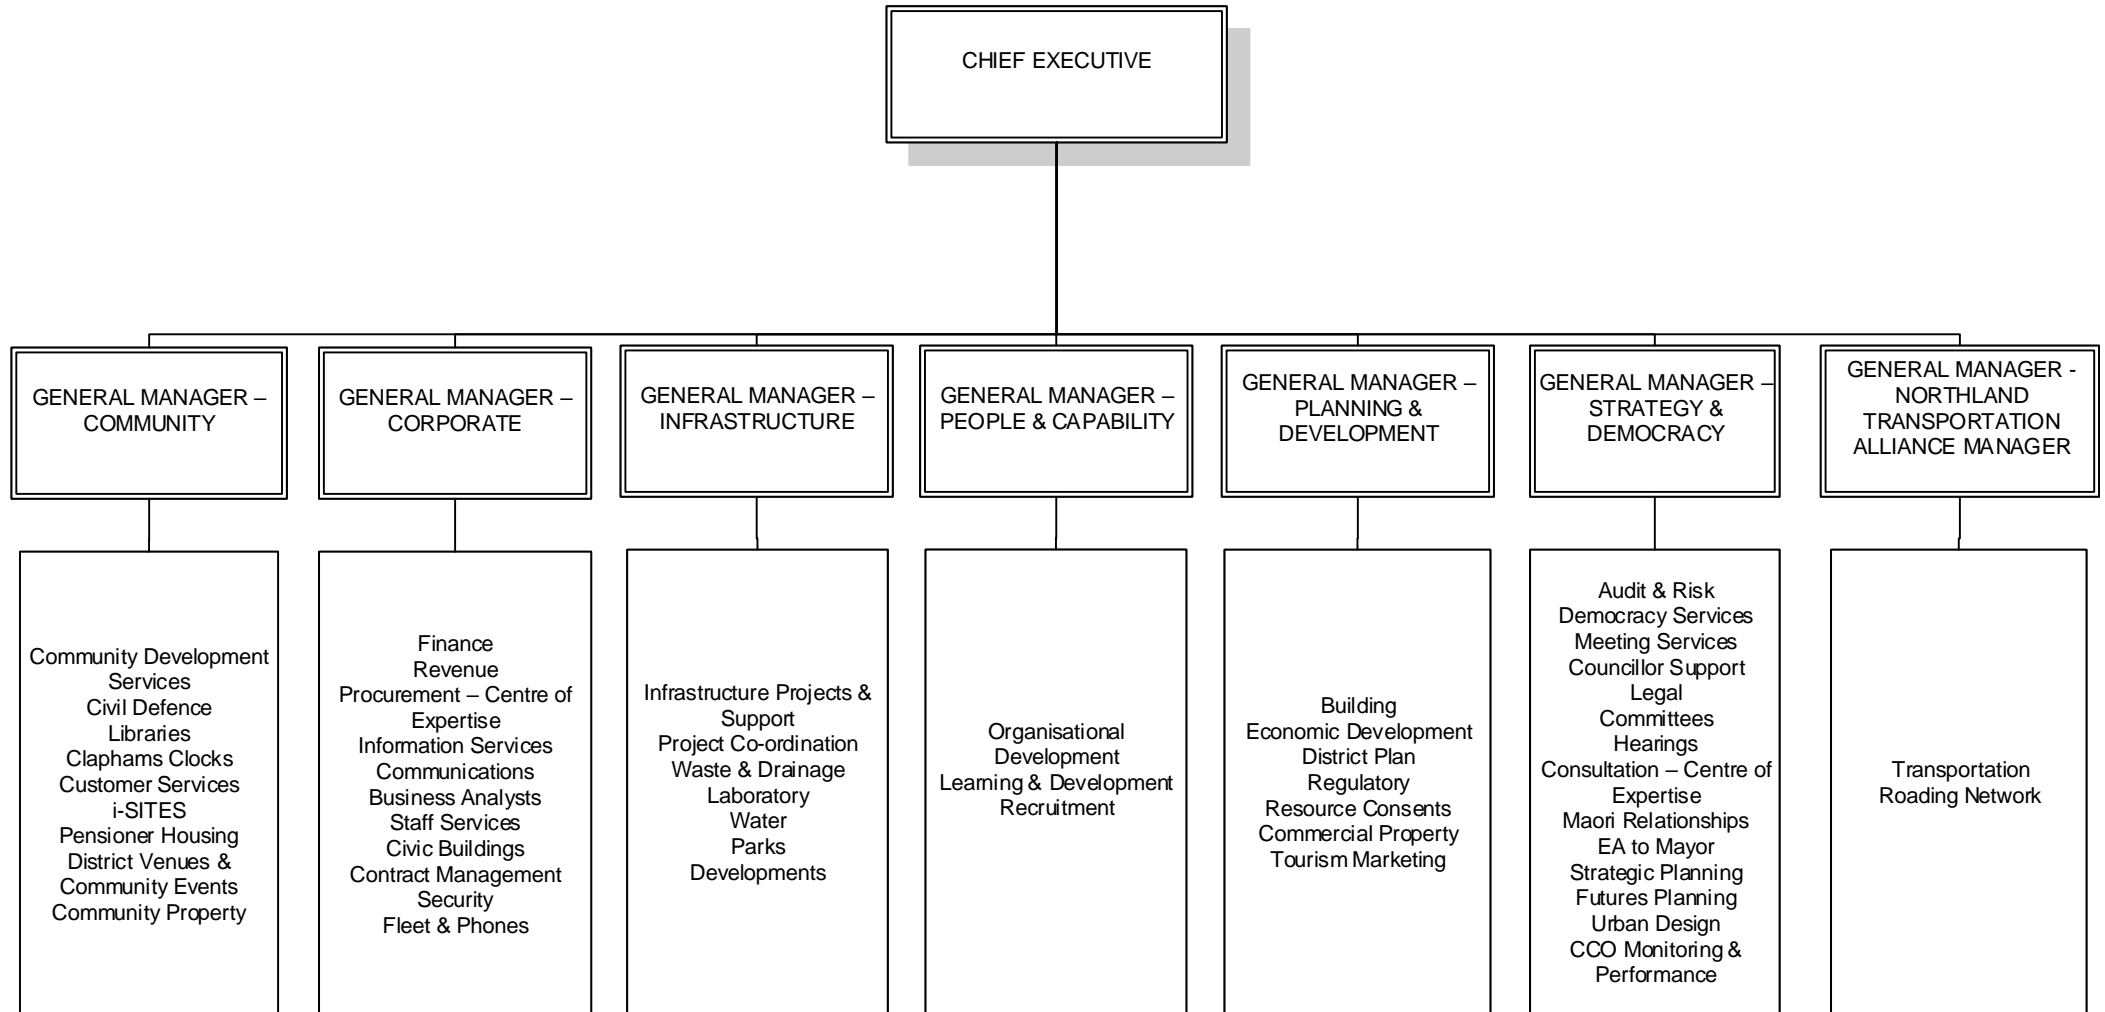 CHIEF EXECUTIVE
GENERAL MANAGER –
COMMUNITY
GENERAL MANAGER –
CORPORATE
GENERAL MANAGER –
INFRASTRUCTURE
GENERAL MANAGER –
PEOPLE & CAPABILITY
GENERAL MANAGER –
PLANNING &
DEVELOPMENT
GENERAL MANAGER –
STRATEGY &
DEMOCRACY
GENERAL MANAGER -
NORTHLAND
TRANSPORTATION
ALLIANCE MANAGER
Community Development
Services
Civil Defence
Libraries
Claphams Clocks
Customer Services
i-SITES
Pensioner Housing
District Venues &
Community Events
Community Property
Finance
Revenue
Procurement – Centre of
Expertise
Information Services
Communications
Business Analysts
Staff Services
Civic Buildings
Contract Management
Security
Fleet & Phones
Infrastructure Projects &
Support
Project Co-ordination
Waste & Drainage
Laboratory
Water
Parks
Developments
Organisational
Development
Learning & Development
Recruitment
Building
Economic Development
District Plan
Regulatory
Resource Consents
Commercial Property
Tourism Marketing
Audit & Risk
Democracy Services
Meeting Services
Councillor Support
Legal
Committees
Hearings
Consultation – Centre of
Expertise
Maori Relationships
EA to Mayor
Strategic Planning
Futures Planning
Urban Design
CCO Monitoring &
Performance
Transportation
Roading Network